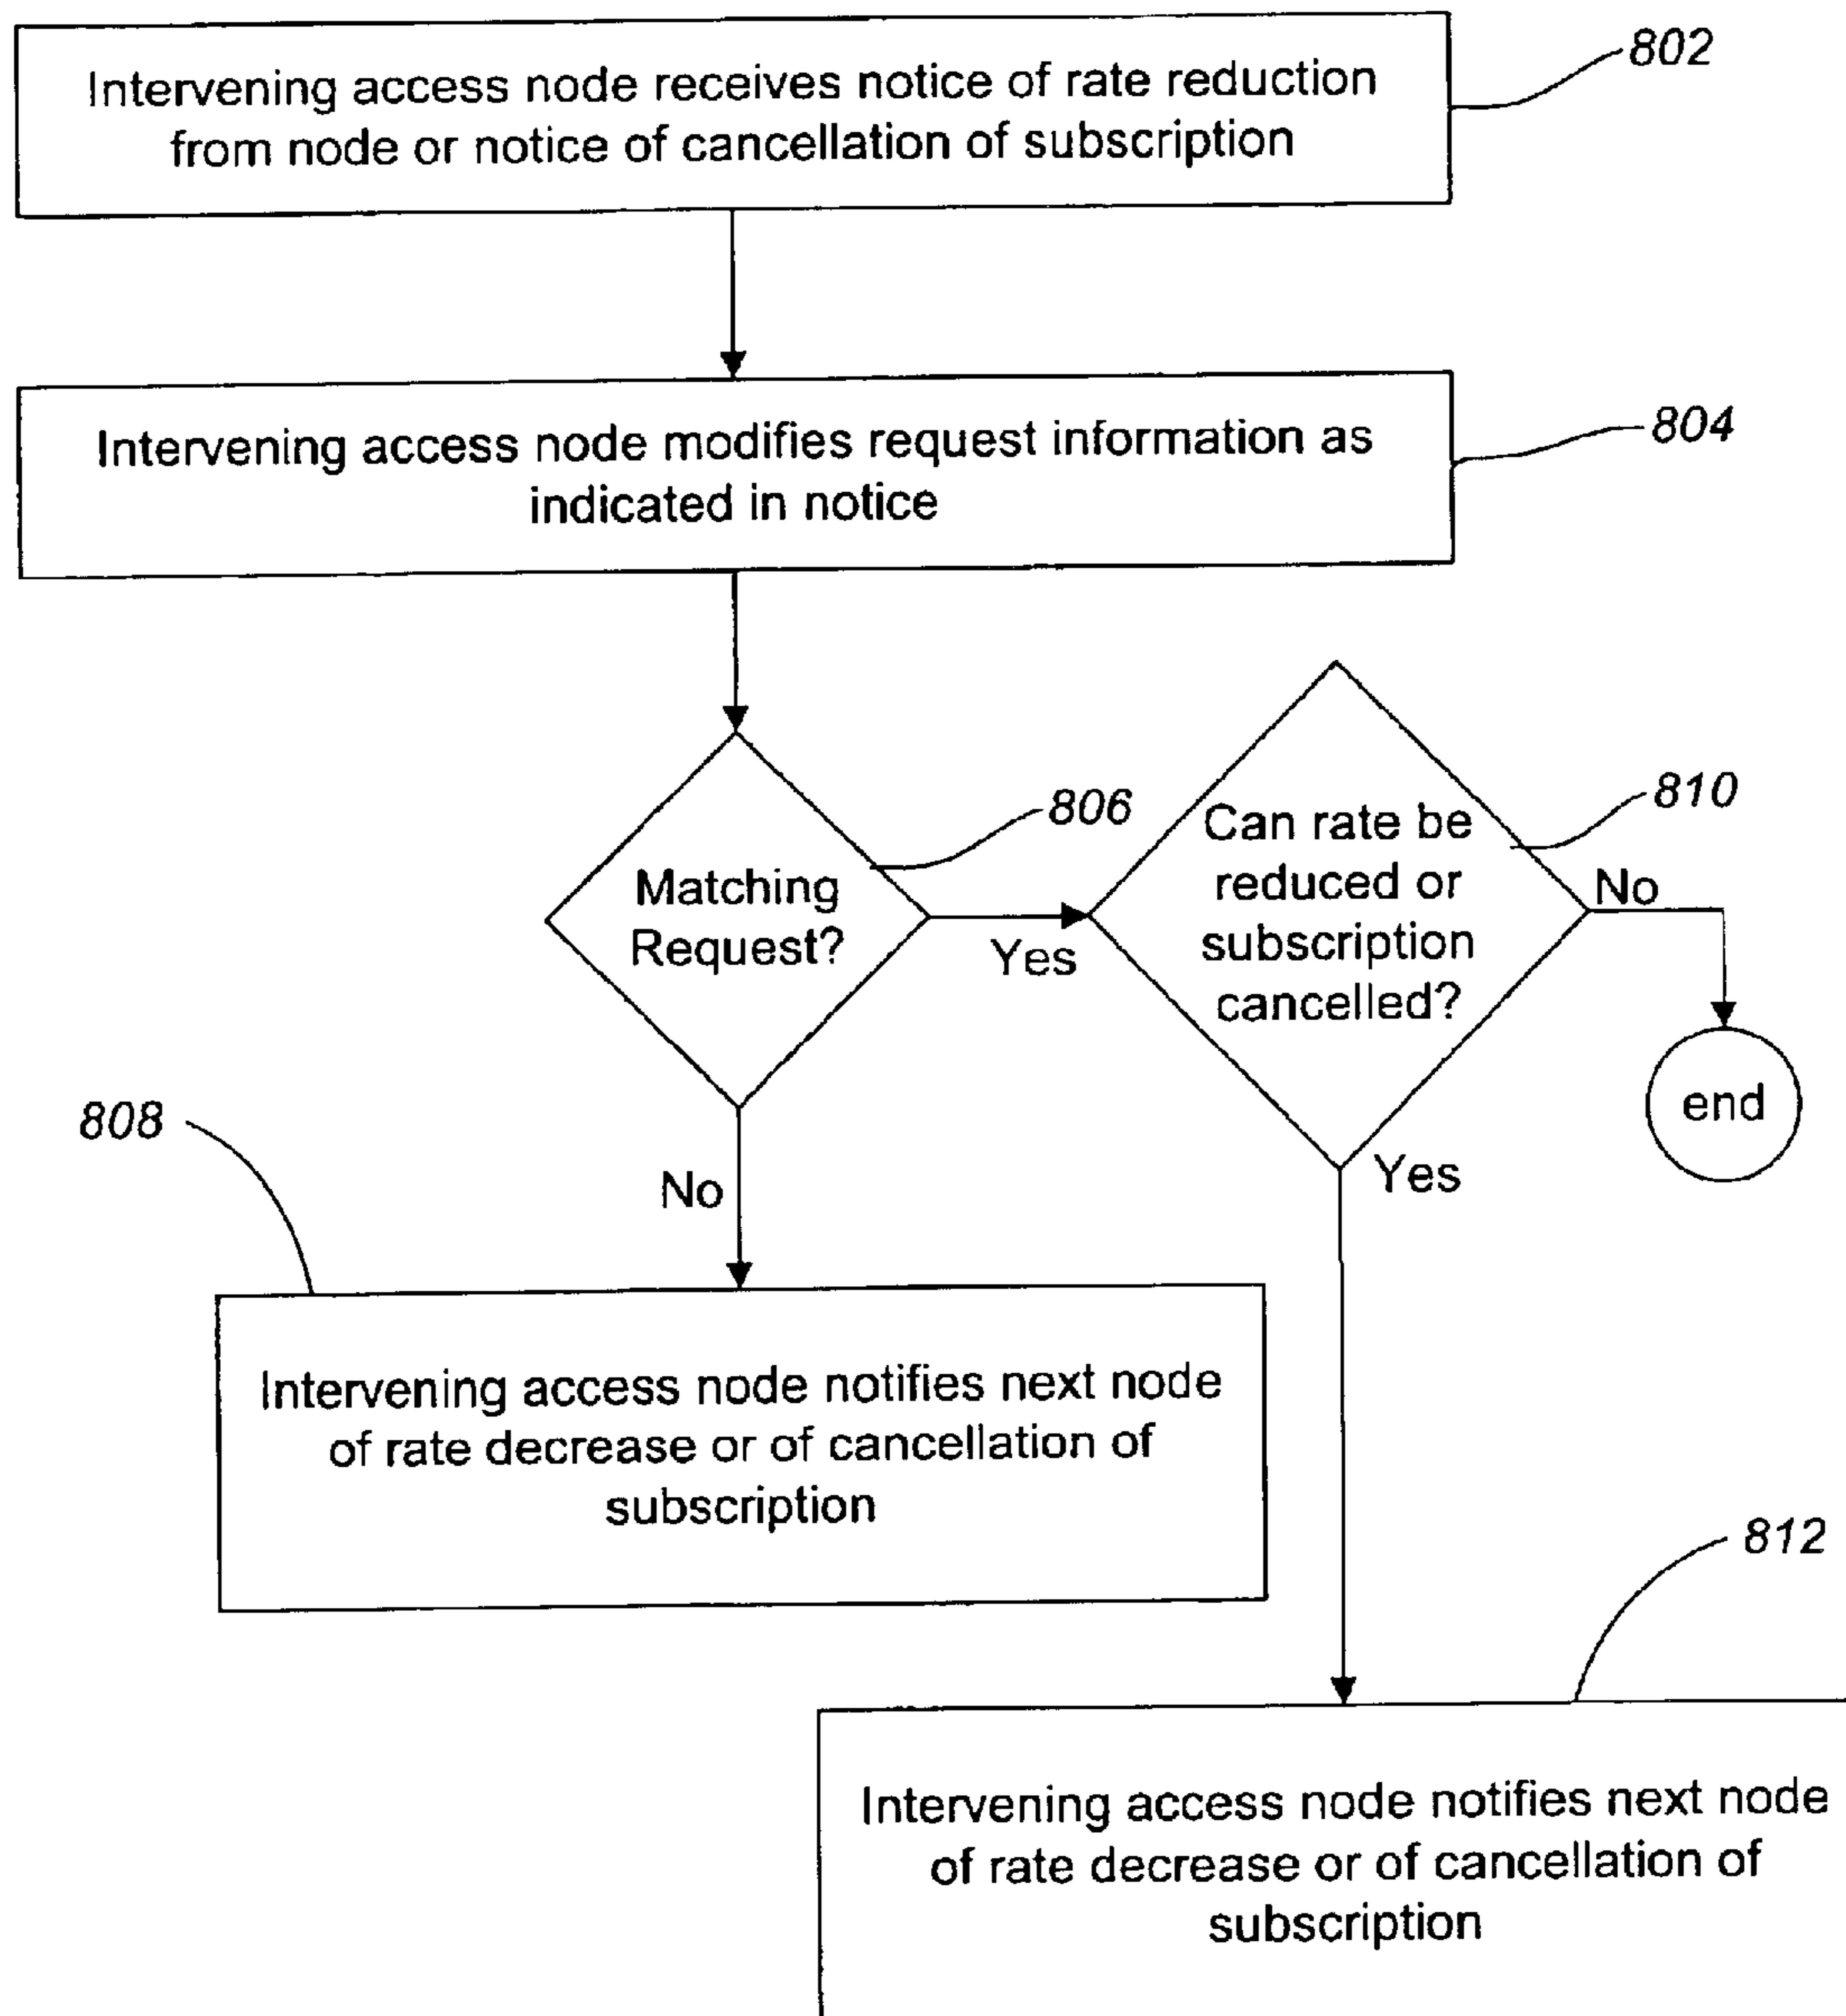 Intervening access node receives notice of rate reduction
from node or notice of cancellation of subscription
802
Intervening access node modifies request information as
indicated in notice
804
Matching
Request?
806
Yes
Can rate be
reduced or
subscription
cancelled?
810
No
end
808
No
Yes
Intervening access node notifies next node
of rate decrease or of cancellation of
subscription
812
Intervening access node notifies next node
of rate decrease or of cancellation of
subscription